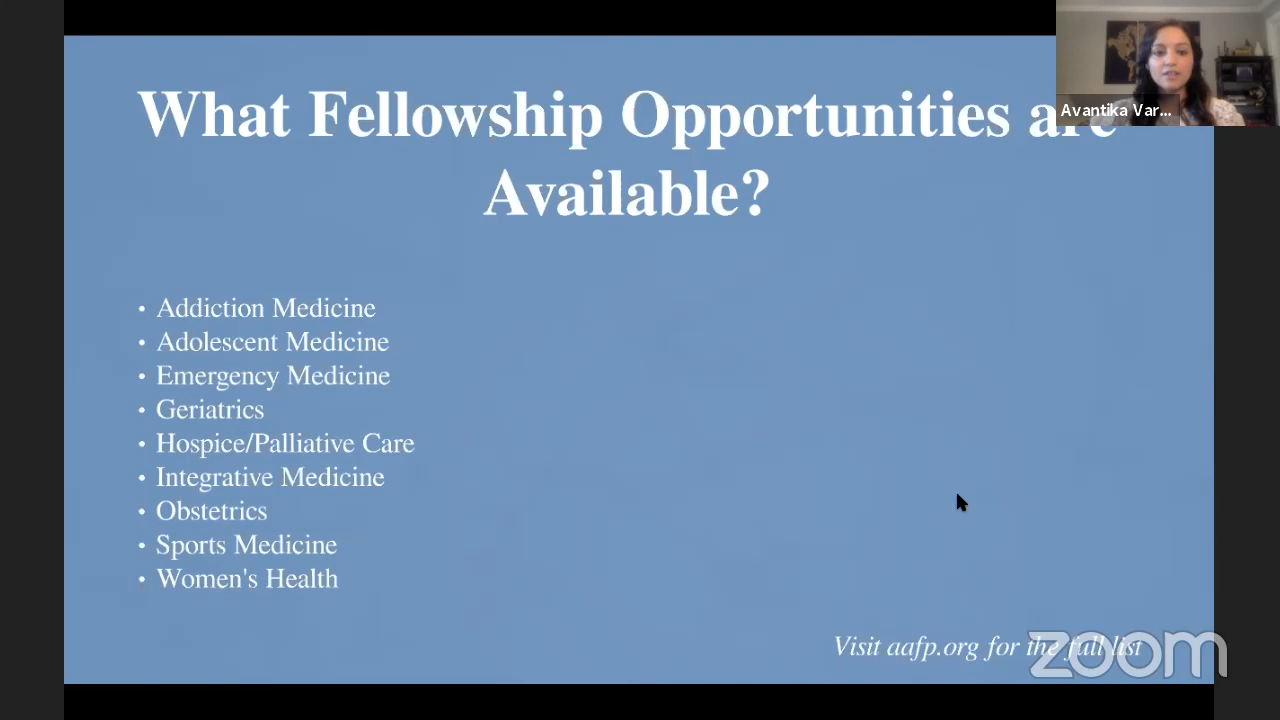 What Fellowship Opportunities are
Available?
Avantika Var...
• Addiction Medicine
• Adolescent Medicine
• Emergency Medicine
• Geriatrics
• Hospice/Palliative Care
• Integrative Medicine
• Obstetrics
• Sports Medicine
• Women's Health
Visit aafp.org for the full list
zoom